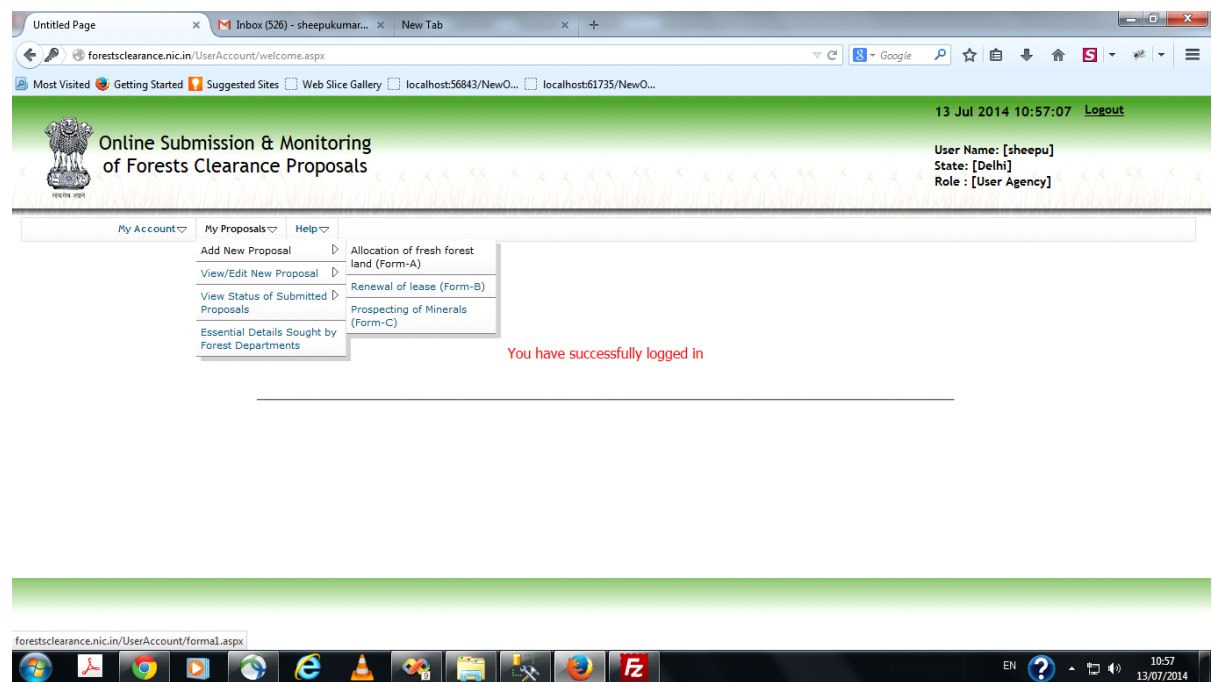 Untitled Page
Inbox (526) - sheepukumar...
New Tab
forestsclearance.nic.in/UserAccount/welcome.aspx
Google
Most Visited Getting Started Suggested Sites Web Slice Gallery localhost:56843/NewO... localhost:61735/NewO...
13 Jul 2014 10:57:07 Logout
Online Submission & Monitoring
of Forests Clearance Proposals
सत्यमेव जयते
User Name: [sheepu]
State: [Delhi]
Role : [User Agency]
My Account My Proposals Help
Add New Proposal
View/Edit New Proposal
View Status of Submitted
Proposals
Essential Details Sought by
Forest Departments
Allocation of fresh forest
land (Form-A)
Renewal of lease (Form-B)
Prospecting of Minerals
(Form-C)
You have successfully logged in
forestsclearance.nic.in/UserAccount/forma1.aspx
EN
10:57
13/07/2014